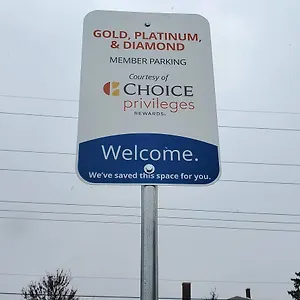 GOLD, PLATINUM,
& DIAMOND
MEMBER PARKING
Courtesy of
CHOICE
privileges
REWARDS.
Welcome.
We've saved this space for you.